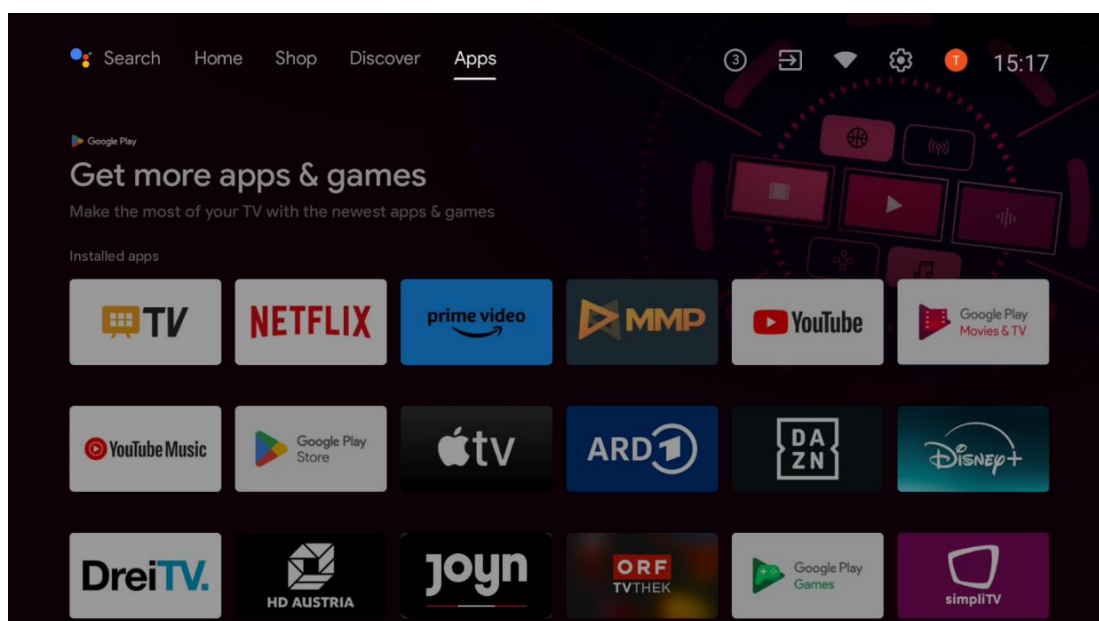 Search Home Shop Discover Apps 3 T 15:17
Google Play
Get more apps & games
Make the most of your TV with the newest apps & games
Installed apps
TV NETFLIX prime video MMP YouTube Google Play Movies & TV
YouTube Music Google Play Store tv ARD 1 DAZN Disney+
DreiTV. HD AUSTRIA Joyn ORF TVTHEK Google Play Games simpliTV